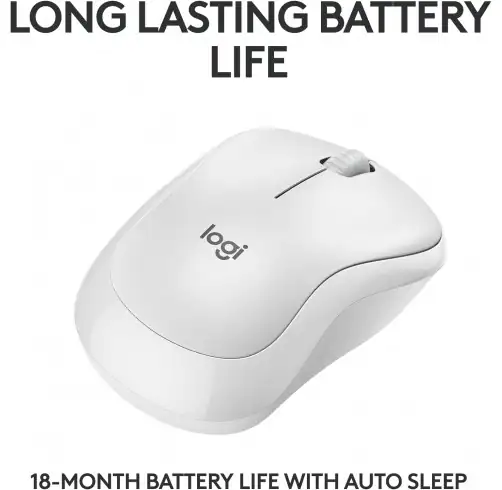 LONG LASTING BATTERY
LIFE
logi
18-MONTH BATTERY LIFE WITH AUTO SLEEP